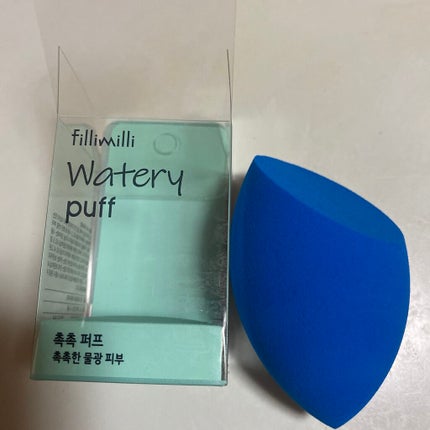 fillimilli
Watery
puff
촉촉 퍼프
촉촉한 물광 피부